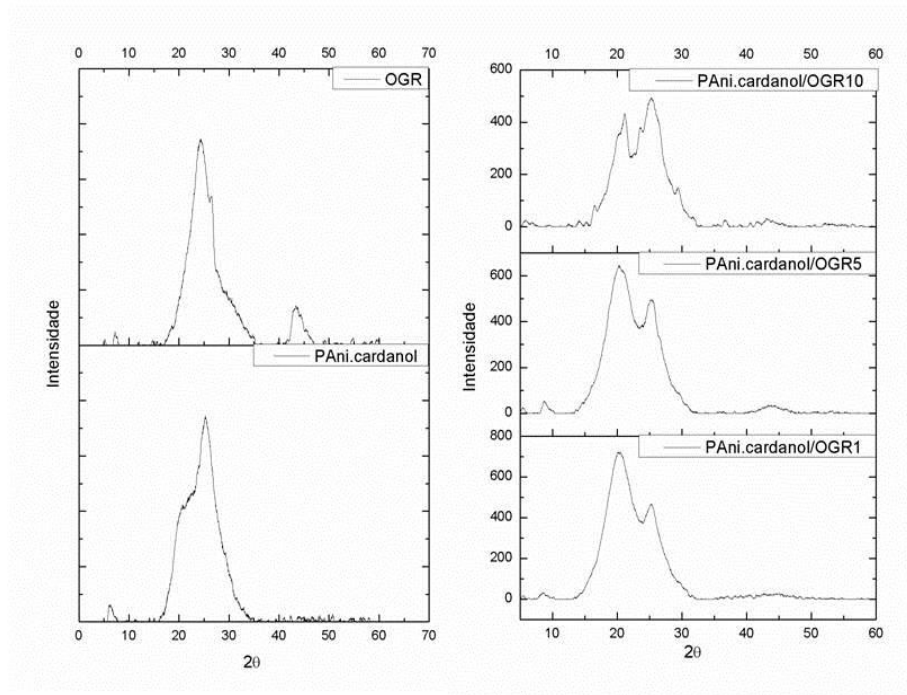 0 10 20 30 40 50 60 70
OGR
Intensidade
PAni.cardanol
0 10 20 30 40 50 60 70
2θ
0 10 20 30 40 50 60
600
400
200
0
PAni.cardanol/OGR10
600
400
200
0
PAni.cardanol/OGR5
Intensidade
800
600
400
200
0
PAni.cardanol/OGR1
10 20 30 40 50 60
2θ